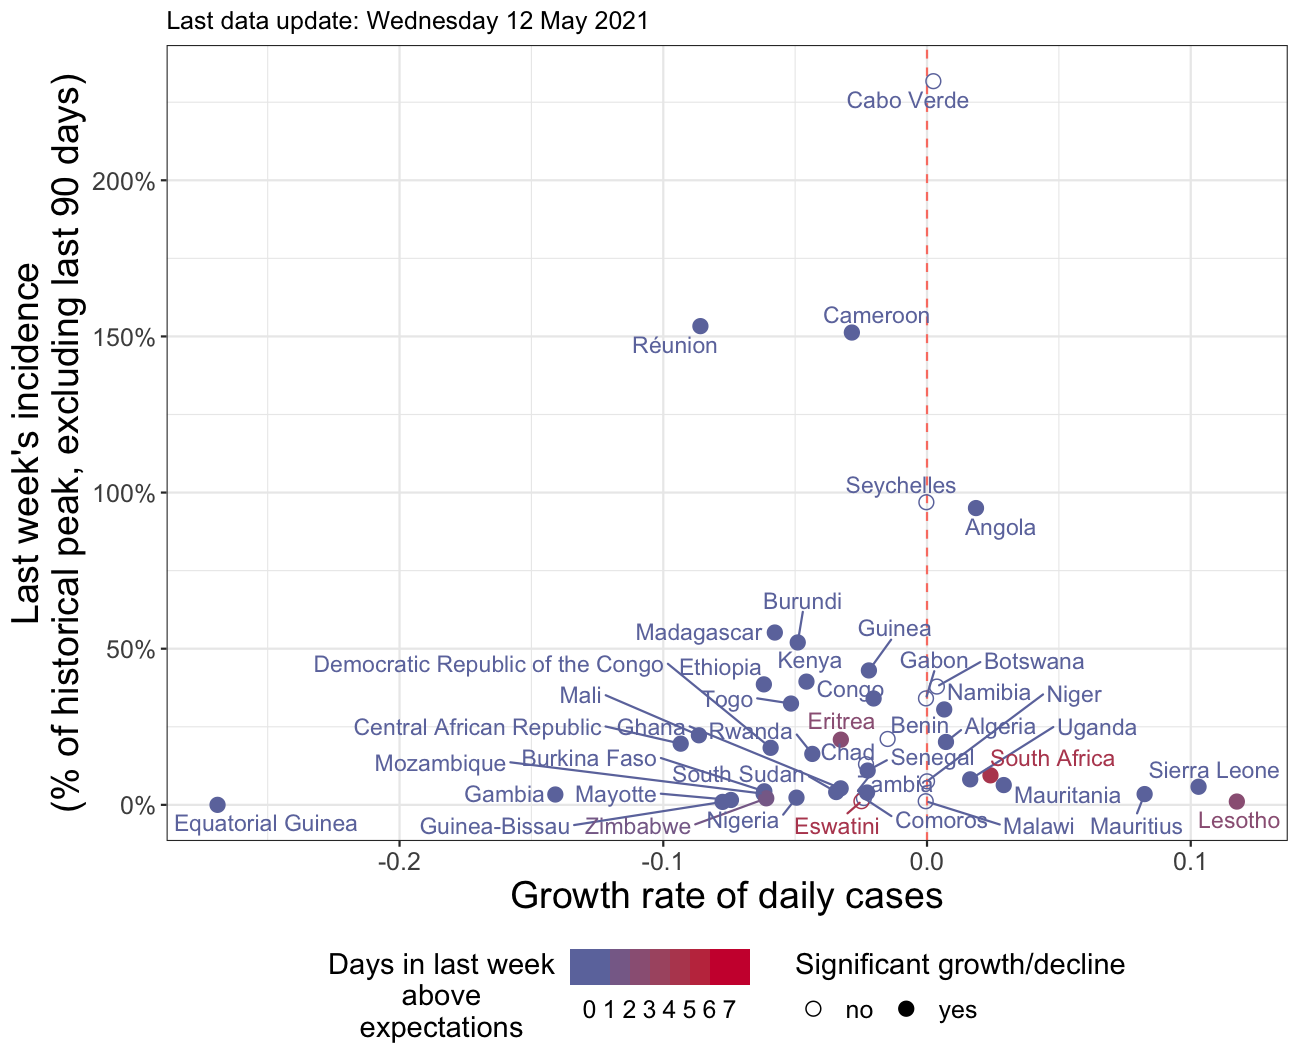 Last data update: Wednesday 12 May 2021
Last week's incidence
(% of historical peak, excluding last 90 days)
200%
150%
100%
50%
0%
Cabo Verde
Cameroon
Réunion
Seychelles
Angola
Burundi
Madagascar
Guinea
Democratic Republic of the Congo
Ethiopia
Kenya
Gabon
Botswana
Mali
Togo
Congo
Namibia
Niger
Central African Republic
Ghana
Rwanda
Eritrea
Benin
Algeria
Uganda
Mozambique
Burkina Faso
Chad
Senegal
South Africa
South Sudan
Sierra Leone
Gambia
Mayotte
ambia
Mauritania
Equatorial Guinea
Guinea-Bissau
Zimbabwe
Nigeria
Eswatini
Comoros
Malawi
Mauritius
Lesotho
-0.2
-0.1
0.0
0.1
Growth rate of daily cases
Days in last week
above
expectations
0 1 2 3 4 5 6 7
Significant growth/decline
no
yes